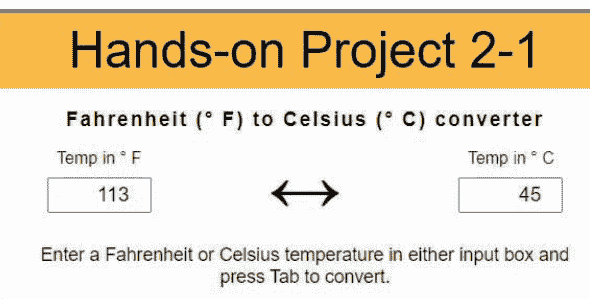 Hands-on Project 2-1
Fahrenheit (° F) to Celsius (° C) converter
Temp in ° F
Temp in ° C
113
45
Enter a Fahrenheit or Celsius temperature in either input box and
press Tab to convert.